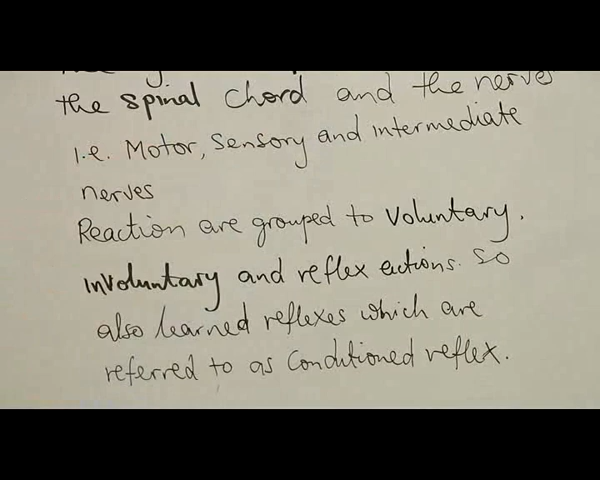 the spinal chord and the nerves
i.e. Motor, Sensory and intermediate
nerves
Reaction are grouped to voluntary,
involuntary and reflex actions. So
also learned reflexes which are
referred to as Conditioned reflex.